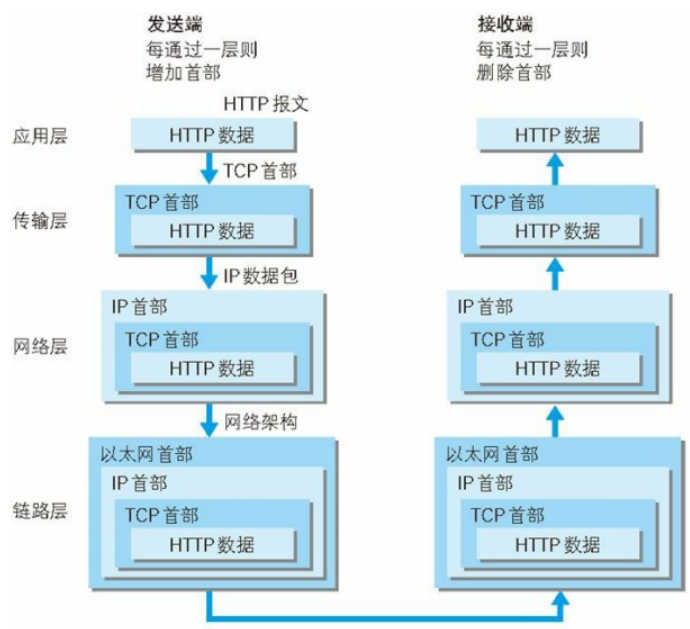 发送端
每通过一层则
增加首部
接收端
每通过一层则
删除首部
HTTP 报文
应用层
HTTP 数据
HTTP 数据
TCP 首部
传输层
TCP 首部
HTTP 数据
TCP 首部
HTTP 数据
IP 数据包
网络层
IP 首部
TCP 首部
HTTP 数据
IP 首部
TCP 首部
HTTP 数据
网络架构
链路层
以太网首部
IP 首部
TCP 首部
HTTP 数据
以太网首部
IP 首部
TCP 首部
HTTP 数据